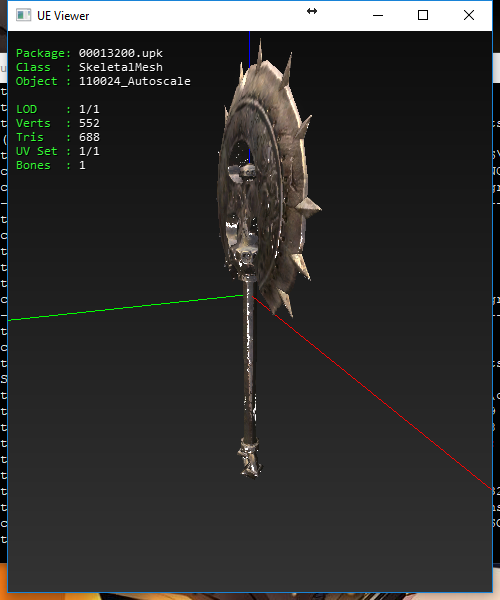 UE Viewer
Package: 00013200.upk
Class  : SkeletalMesh
Object : 110024_Autoscale
LOD    : 1/1
Verts  : 552
Tris   : 688
UV Set : 1/1
Bones  : 1